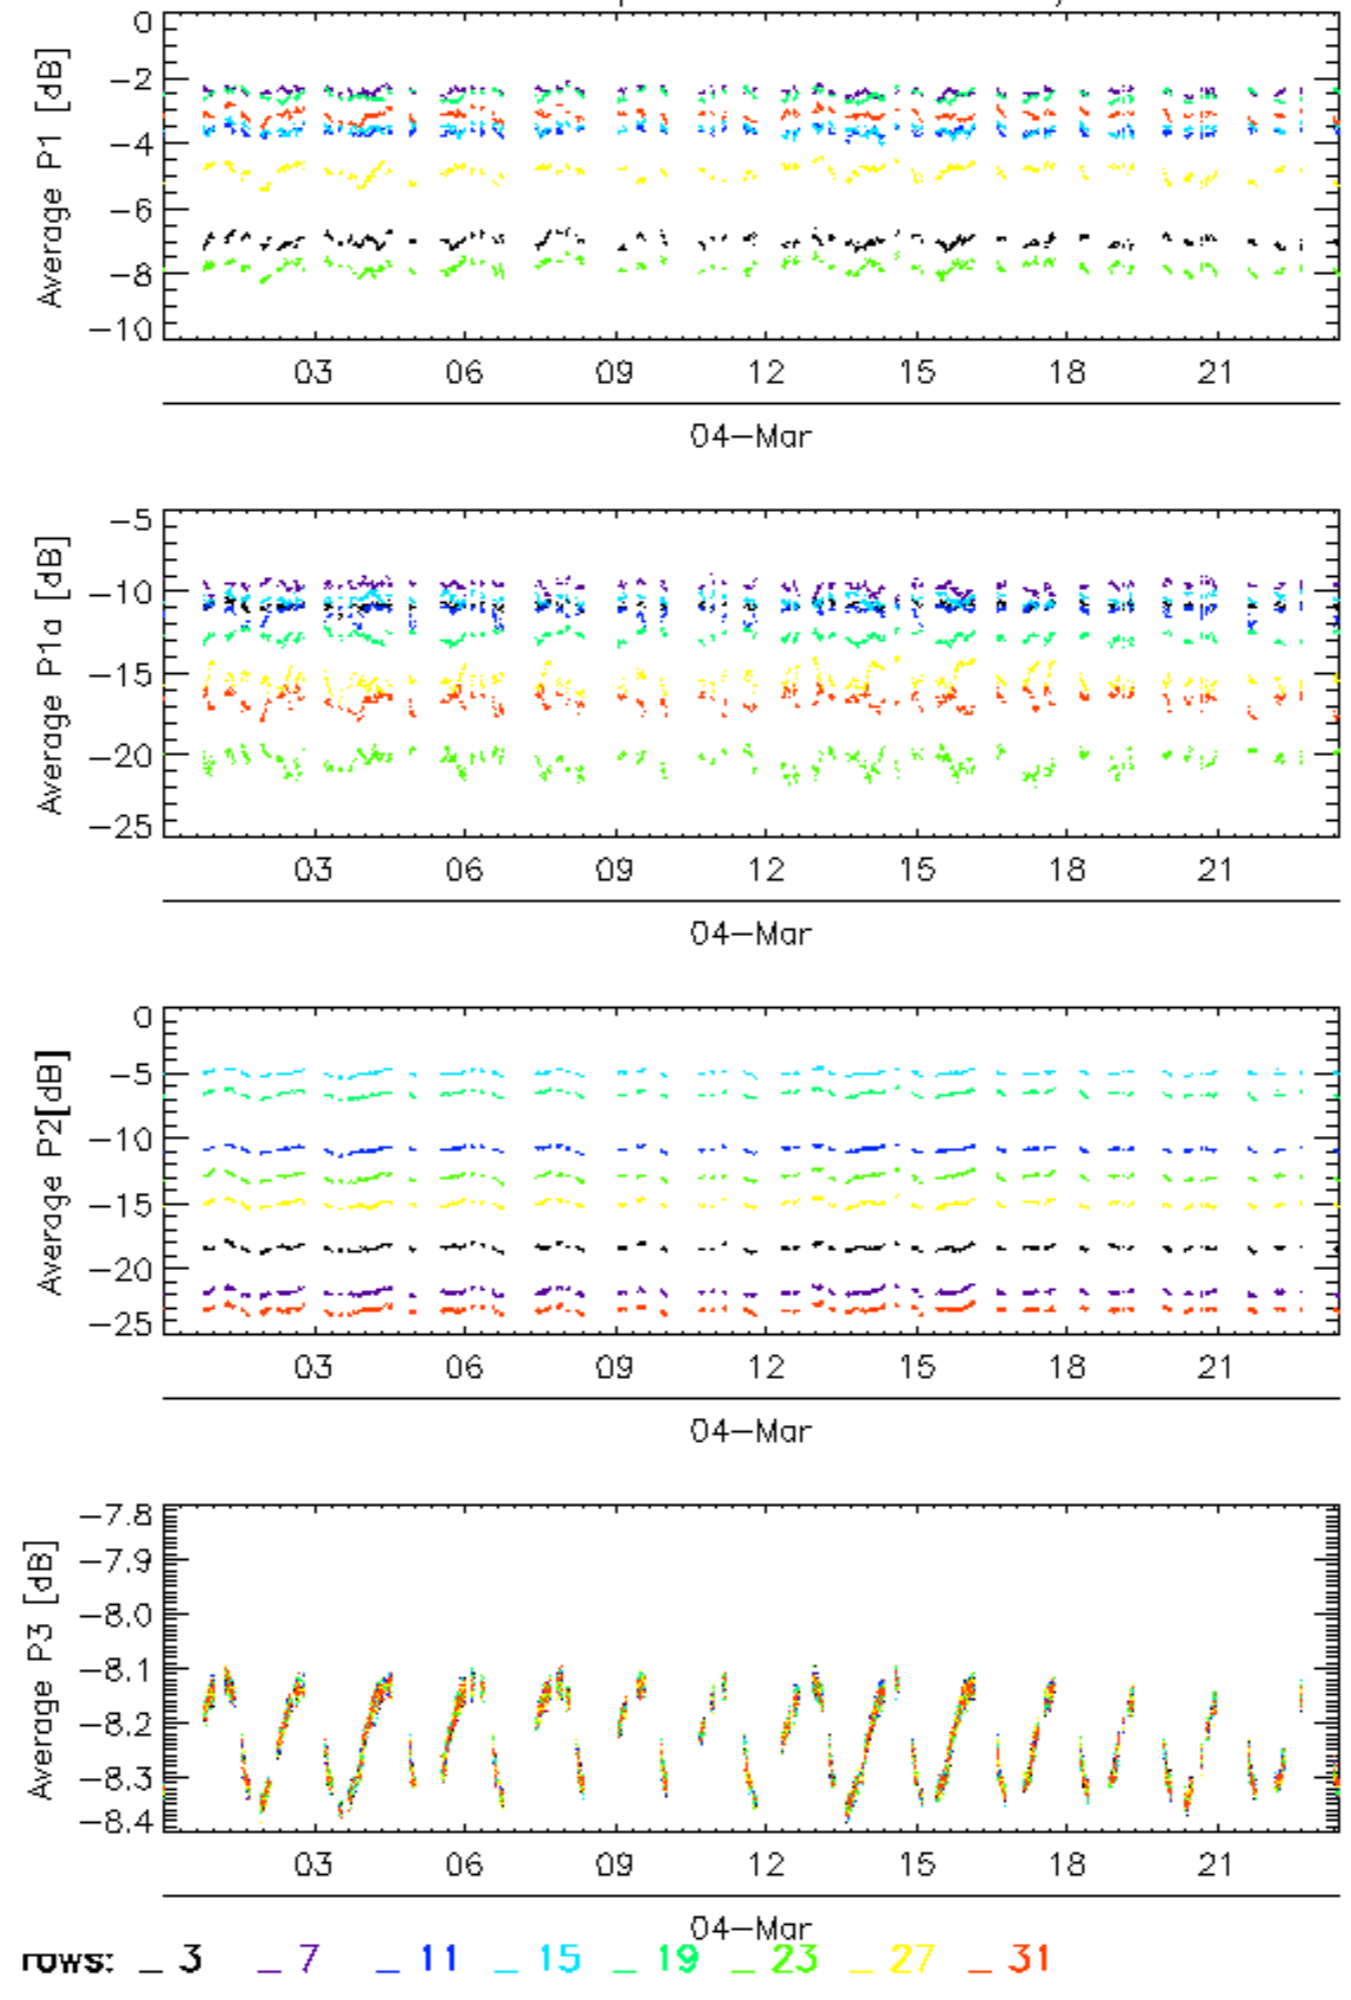 0
−2
−4
−6
−8
−10
Average P1 [dB]
03 06 09 12 15 18 21
04−Mar
−5
−10
−15
−20
−25
Average P1a [dB]
03 06 09 12 15 18 21
04−Mar
0
−5
−10
−15
−20
−25
Average P2[dB]
03 06 09 12 15 18 21
04−Mar
−7.8
−7.9
−8.0
−8.1
−8.2
−8.3
−8.4
Average P3 [dB]
03 06 09 12 15 18 21
04−Mar
rows: _ 3 _ 7 _ 11 _ 15 _ 19 _ 23 _ 27 _ 31